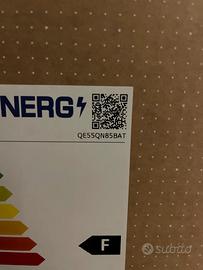 NERG
QE55QN85BAT
F
subito